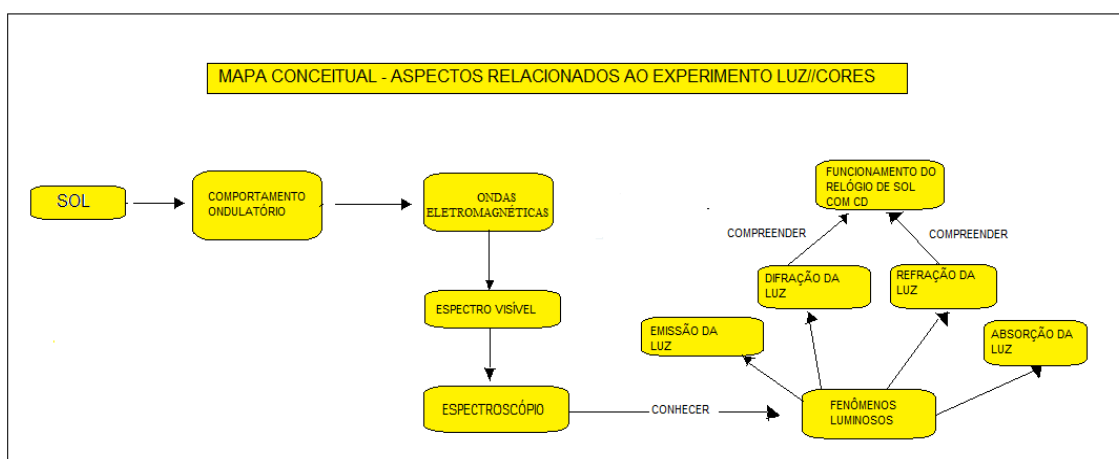 MAPA CONCEITUAL - ASPECTOS RELACIONADOS AO EXPERIMENTO LUZ//CORES
SOL
COMPORTAMENTO
ONDULATÓRIO
ONDAS
ELETROMAGNÉTICAS
ESPECTRO VISÍVEL
ESPECTROSCÓPIO
CONHECER
FENÔMENOS
LUMINOSOS
EMISSÃO DA
LUZ
DIFRAÇÃO DA
LUZ
REFRAÇÃO DA
LUZ
ABSORÇÃO DA
LUZ
COMPREENDER
COMPREENDER
FUNCIONAMENTO DO
RELÓGIO DE SOL
COM CD